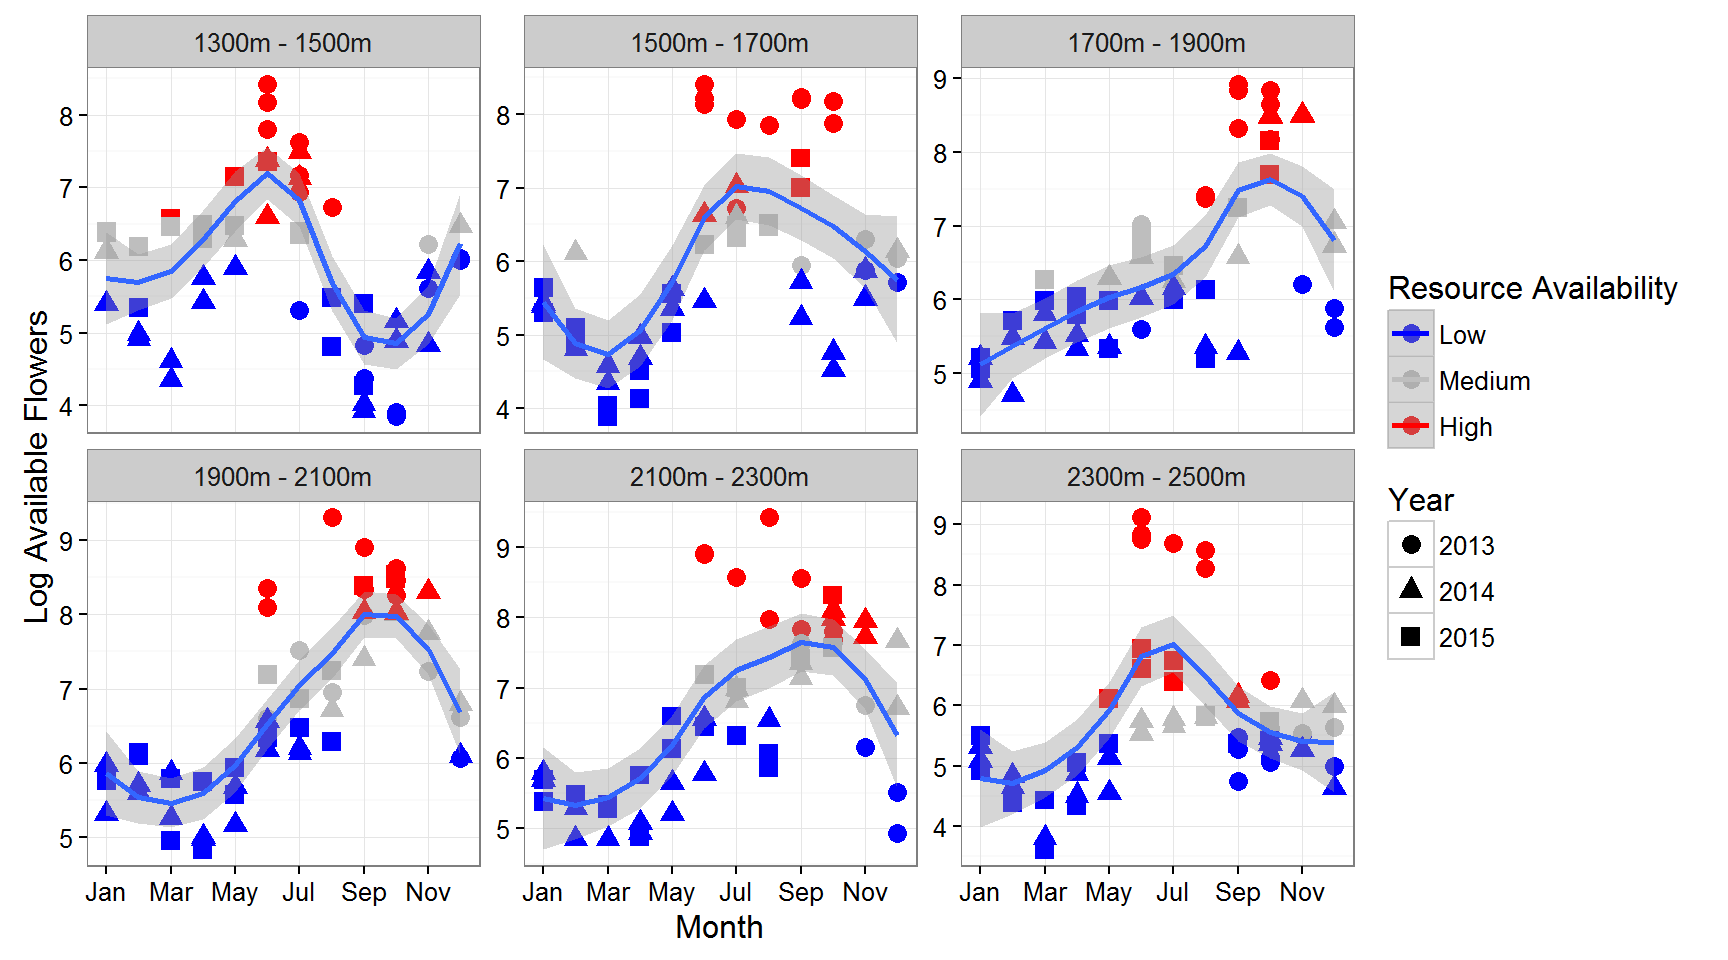 1300m - 1500m
1500m - 1700m
1700m - 1900m
8
7
6
5
4
8
7
6
5
4
9
8
7
6
5
1900m - 2100m
2100m - 2300m
2300m - 2500m
9
8
7
6
5
9
8
7
6
5
9
8
7
6
5
4
Jan Mar May Jul Sep Nov
Jan Mar May Jul Sep Nov
Jan Mar May Jul Sep Nov
Month
Log Available Flowers
Resource Availability
Low
Medium
High
Year
2013
2014
2015